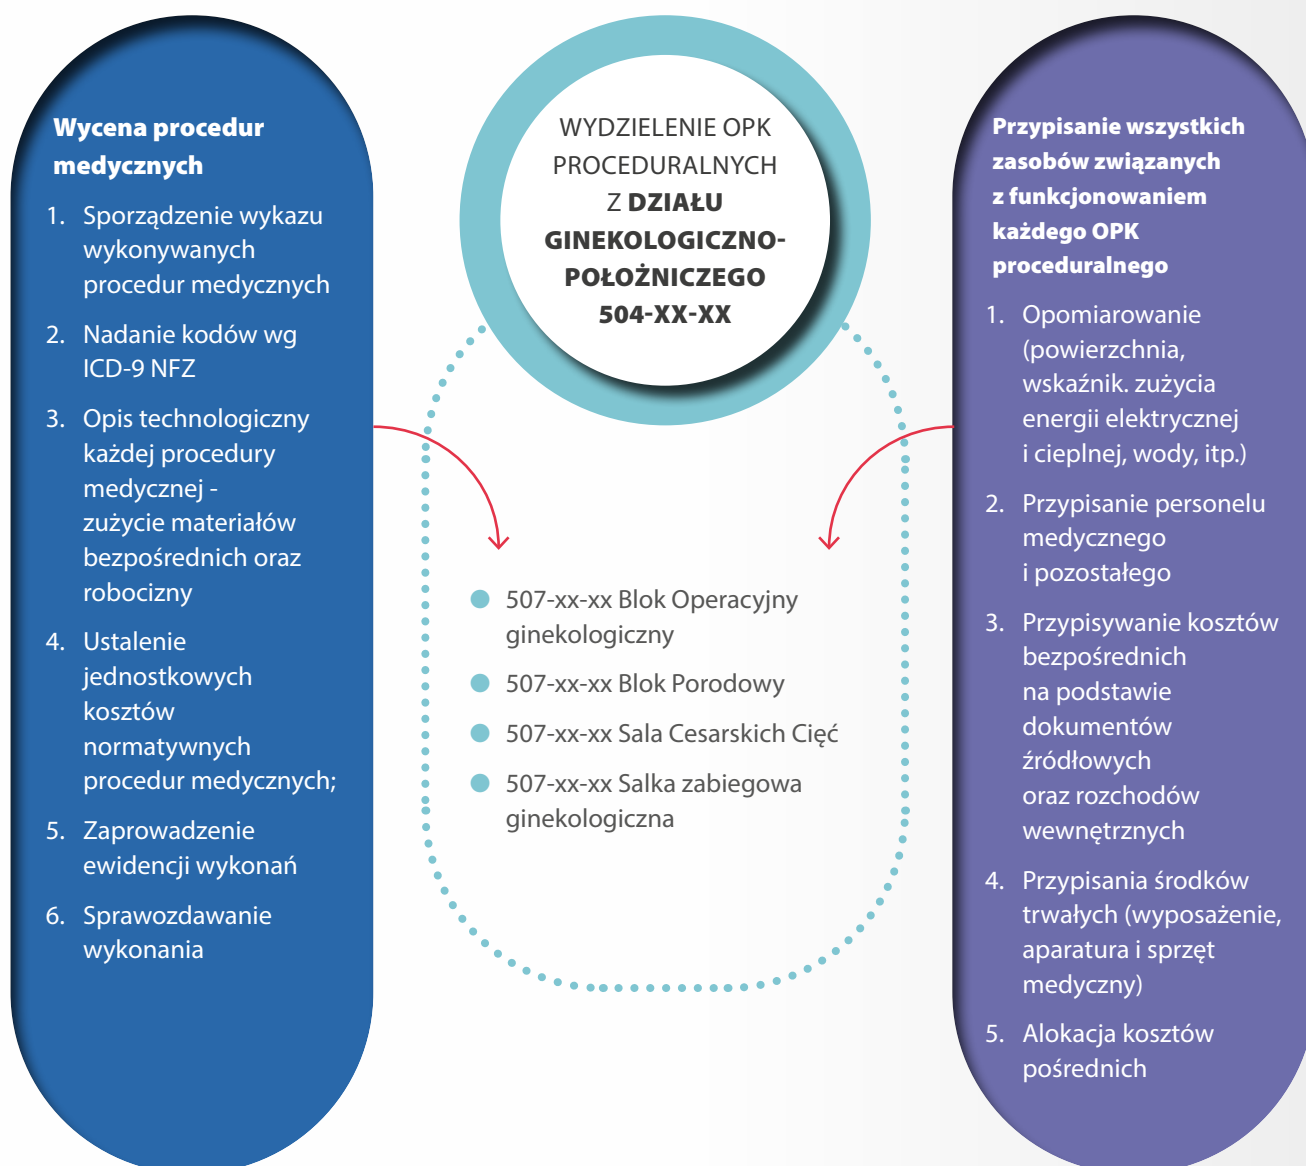 Wycena procedur
medycznych
1. Sporządzenie wykazu
wykonywanych
procedur medycznych
2. Nadanie kodów wg
ICD-9 NFZ
3. Opis technologiczny
każdej procedury
medycznej -
zużycie materiałów
bezpośrednich oraz
robocizny
4. Ustalenie
jednostkowych
kosztów
normatywnych
procedur medycznych;
5. Zaprowadzenie
ewidencji wykonań
6. Sprawozdawanie
wykonania
WYDZIELENIE OPK
PROCEDURALNYCH
Z DZIAŁU
GINEKOLOGICZNO-
POŁOŻNICZEGO
504-XX-XX
507-xx-xx Blok Operacyjny
ginekologiczny
507-xx-xx Blok Porodowy
507-xx-xx Sala Cesarskich Cięć
507-xx-xx Salka zabiegowa
ginekologiczna
Przypisanie wszystkich
zasobów związanych
z funkcjonowaniem
każdego OPK
proceduralnego
1. Opomiarowanie
(powierzchnia,
wskaźnik. zużycia
energii elektrycznej
i cieplnej, wody, itp.)
2. Przypisanie personelu
medycznego
i pozostałego
3. Przypisywanie kosztów
bezpośrednich
na podstawie
dokumentów
źródłowych
oraz rozchodów
wewnętrznych
4. Przypisania środków
trwałych (wyposażenie,
aparatura i sprzęt
medyczny)
5. Alokacja kosztów
pośrednich